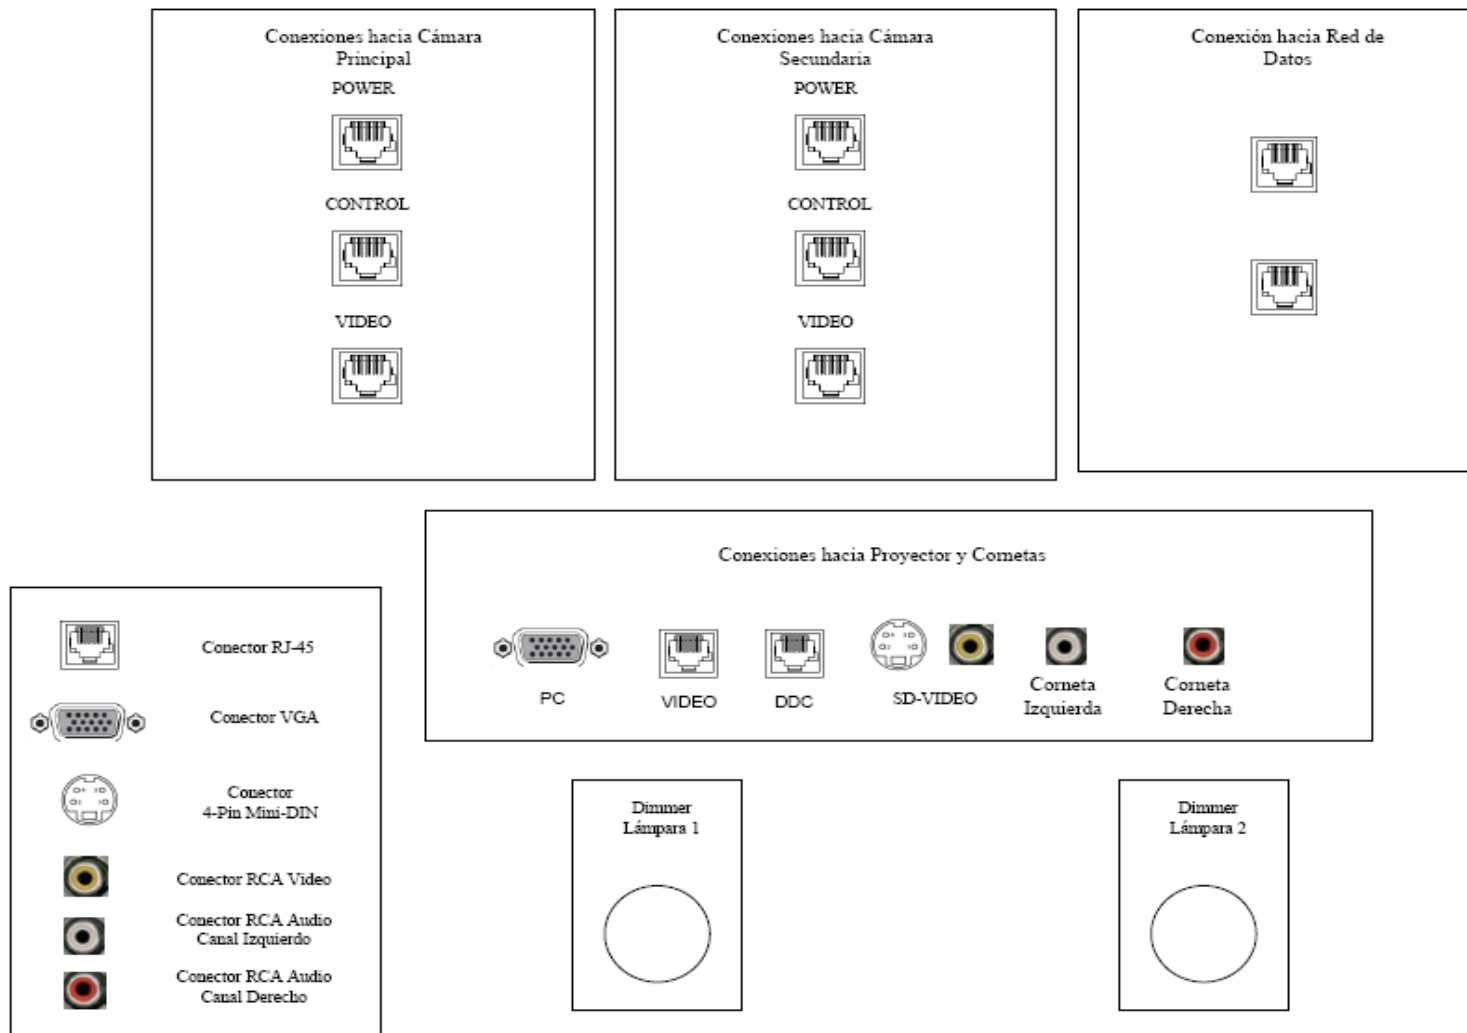 Conexiones hacia Cámara
Principal
POWER
CONTROL
VIDEO
Conexiones hacia Cámara
Secundaria
POWER
CONTROL
VIDEO
Conexión hacia Red de
Datos
Conexiones hacia Proyector y Cornetas
PC
VIDEO
DDC
SD-VIDEO
Corneta
Izquierda
Corneta
Derecha
Conector RJ-45
Conector VGA
Conector
4-Pin Mini-DIN
Conector RCA Video
Conector RCA Audio
Canal Izquierdo
Conector RCA Audio
Canal Derecho
Dimmer
Lámpara 1
Dimmer
Lámpara 2